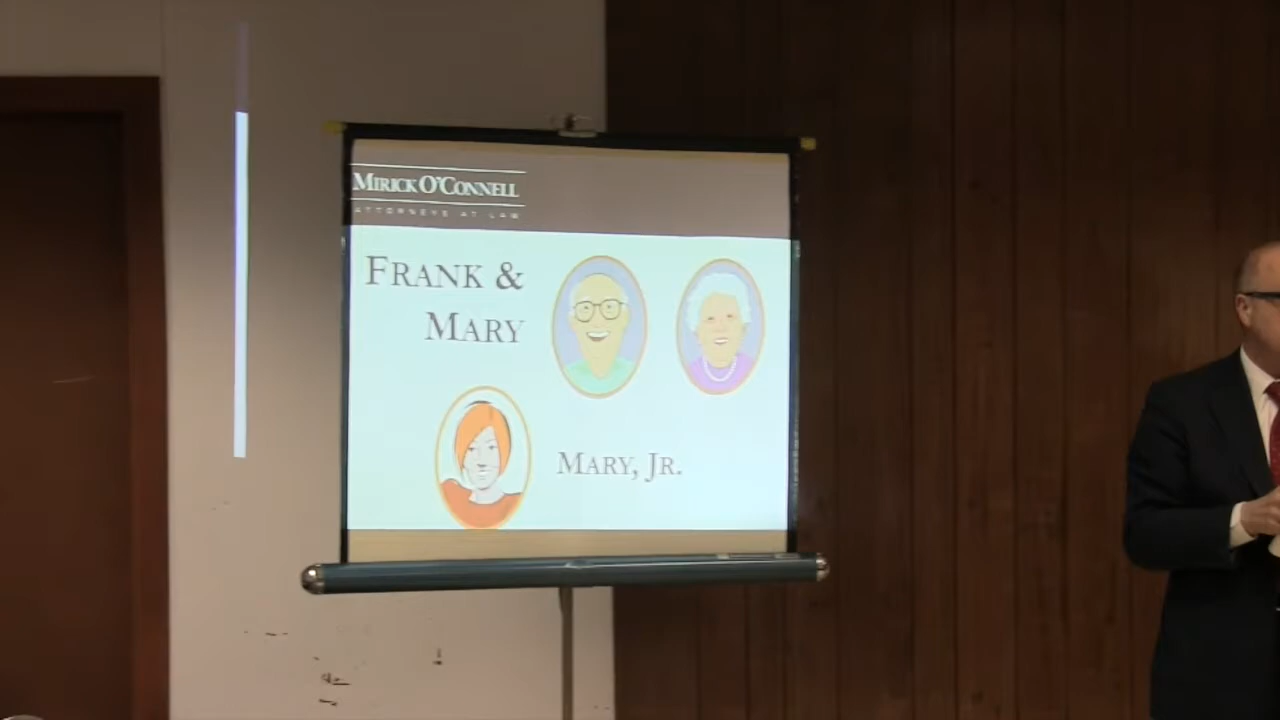 MIRICK O'CONNELL
ATTORNEYS AT LAW
FRANK &
MARY
MARY, JR.